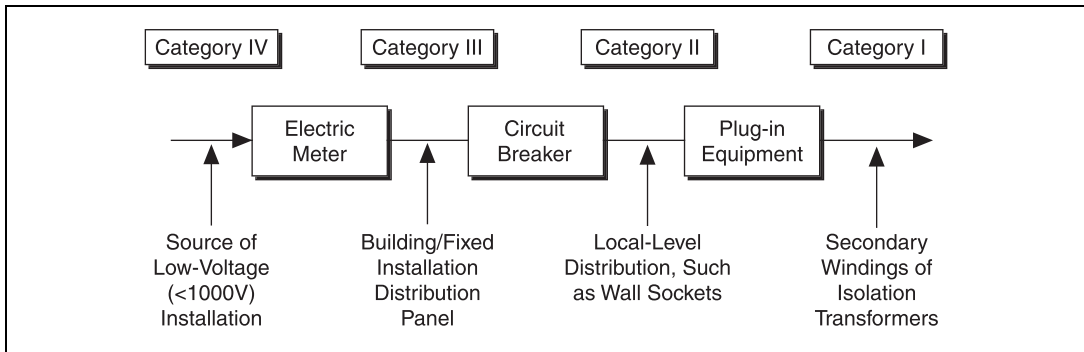 Category IV
Category III
Category II
Category I
Electric
Meter
Circuit
Breaker
Plug-in
Equipment
Source of
Low-Voltage
(<1000V)
Installation
Building/Fixed
Installation
Distribution
Panel
Local-Level
Distribution, Such
as Wall Sockets
Secondary
Windings of
Isolation
Transformers